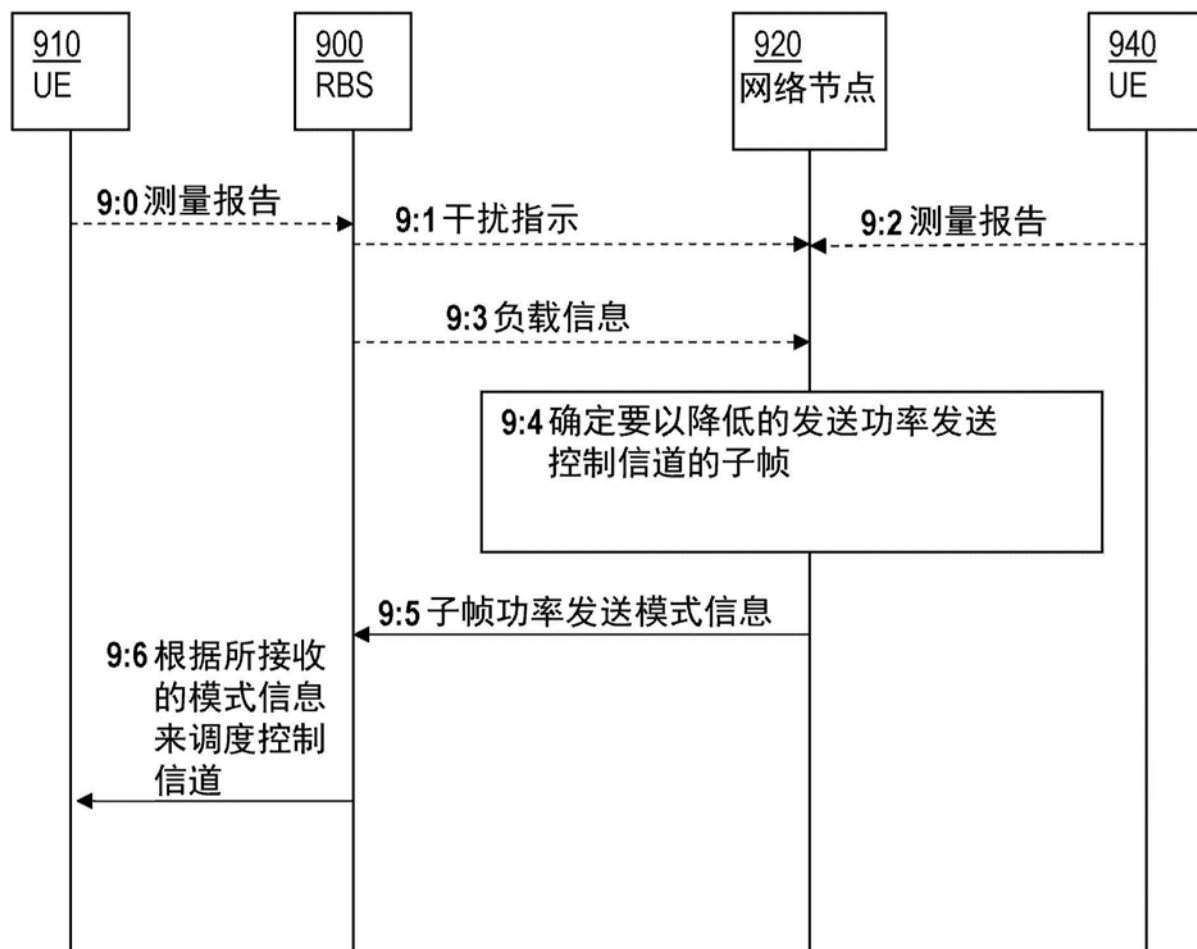 910
UE
900
RBS
920
网络节点
940
UE
9:0 测量报告
9:1 干扰指示
9:2 测量报告
9:3 负载信息
9:4 确定要以降低的发送功率发送
控制信道的子帧
9:5 子帧功率发送模式信息
9:6 根据所接收
的模式信息
来调度控制
信道